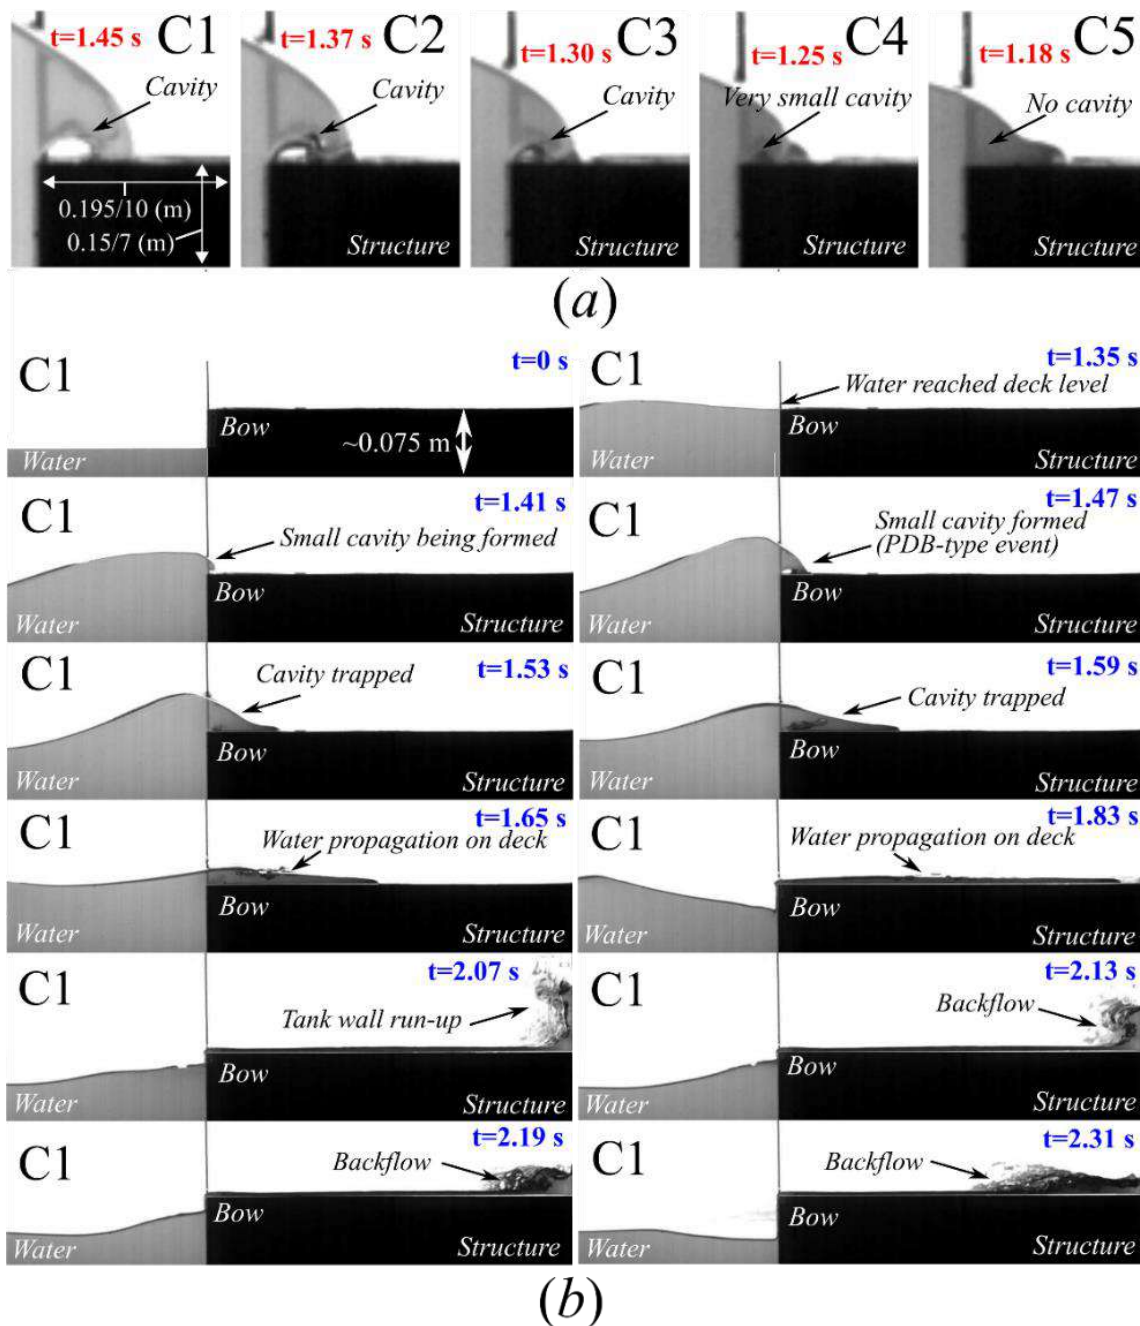 t=1.45 s C1
Cavity
0.195/10 (m)
0.15/7 (m)
t=1.37 s C2
Cavity
Structure
t=1.30 s C3
Cavity
Structure
t=1.25 s C4
Very small cavity
Structure
t=1.18 s C5
No cavity
Structure
(a)
C1
t=0 s
Bow
~0.075 m
Water
C1
t=1.35 s
Water reached deck level
Bow
Water
Structure
C1
t=1.41 s
Small cavity being formed
Bow
Water
Structure
C1
t=1.47 s
Small cavity formed
(PDB-type event)
Bow
Water
Structure
C1
t=1.53 s
Cavity trapped
Bow
Water
Structure
C1
t=1.59 s
Cavity trapped
Bow
Water
Structure
C1
t=1.65 s
Water propagation on deck
Bow
Water
Structure
C1
t=1.83 s
Water propagation on deck
Bow
Water
Structure
C1
t=2.07 s
Tank wall run-up
Bow
Water
Structure
C1
t=2.13 s
Backflow
Bow
Water
Structure
C1
t=2.19 s
Backflow
Bow
Water
Structure
C1
t=2.31 s
Backflow
Bow
Water
Structure
(b)